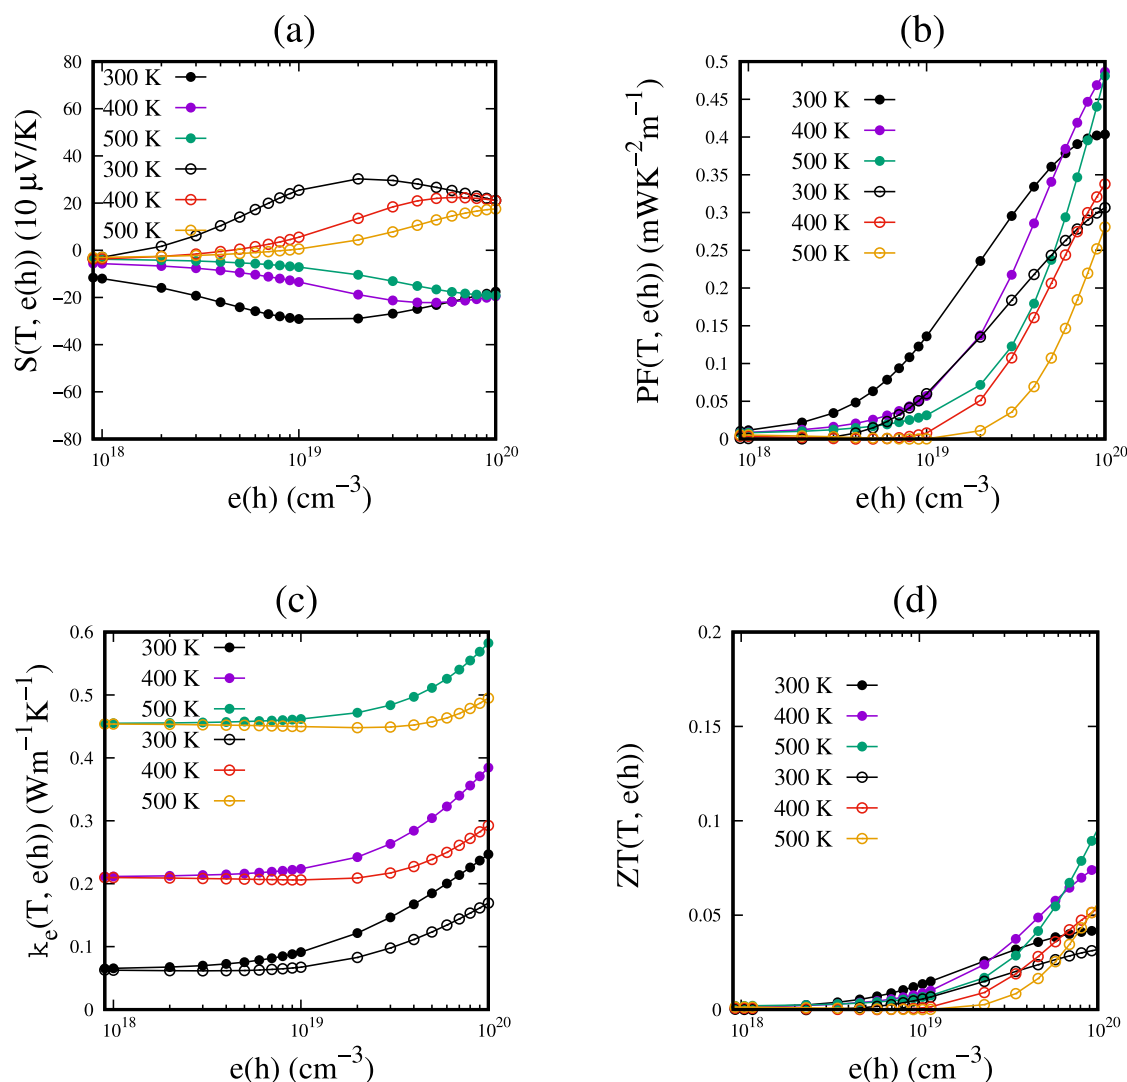 (a)
S(T, e(h)) (10 μV/K)
80
60
40
20
0
−20
−40
−60
−80
300 K
400 K
500 K
300 K
400 K
500 K
10^18
10^19
10^20
e(h) (cm^−3)
(b)
PF(T, e(h)) (mWK^−2m^−1)
0.5
0.45
0.4
0.35
0.3
0.25
0.2
0.15
0.1
0.05
0
300 K
400 K
500 K
300 K
400 K
500 K
10^18
10^19
10^20
e(h) (cm^−3)
(c)
k_e(T, e(h)) (Wm^−1K^−1)
0.6
0.5
0.4
0.3
0.2
0.1
0
300 K
400 K
500 K
300 K
400 K
500 K
10^18
10^19
10^20
e(h) (cm^−3)
(d)
ZT(T, e(h))
0.2
0.15
0.1
0.05
0
300 K
400 K
500 K
300 K
400 K
500 K
10^18
10^19
10^20
e(h) (cm^−3)